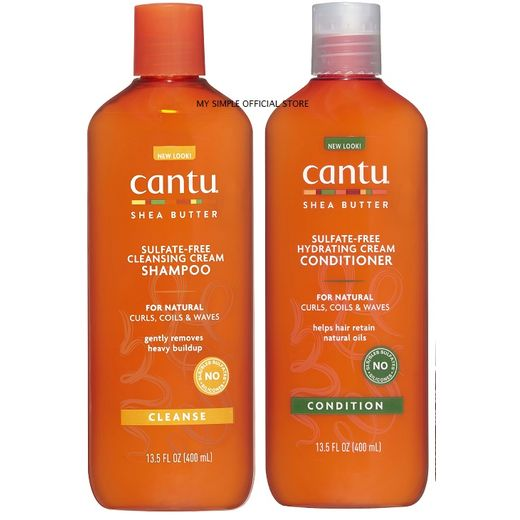 MY SIMPLE OFFICIAL STORE
NEW LOOK!
cantu
SHEA BUTTER
SULFATE-FREE
CLEANSING CREAM
SHAMPOO
FOR NATURAL
CURLS, COILS & WAVES
gently removes
heavy buildup
NO
CLEANSE
13.5 FL OZ (400 mL)
NEW LOOK!
cantu
SHEA BUTTER
SULFATE-FREE
HYDRATING CREAM
CONDITIONER
FOR NATURAL
CURLS, COILS & WAVES
helps hair retain
natural oils
NO
CONDITION
13.5 FL OZ (400 mL)